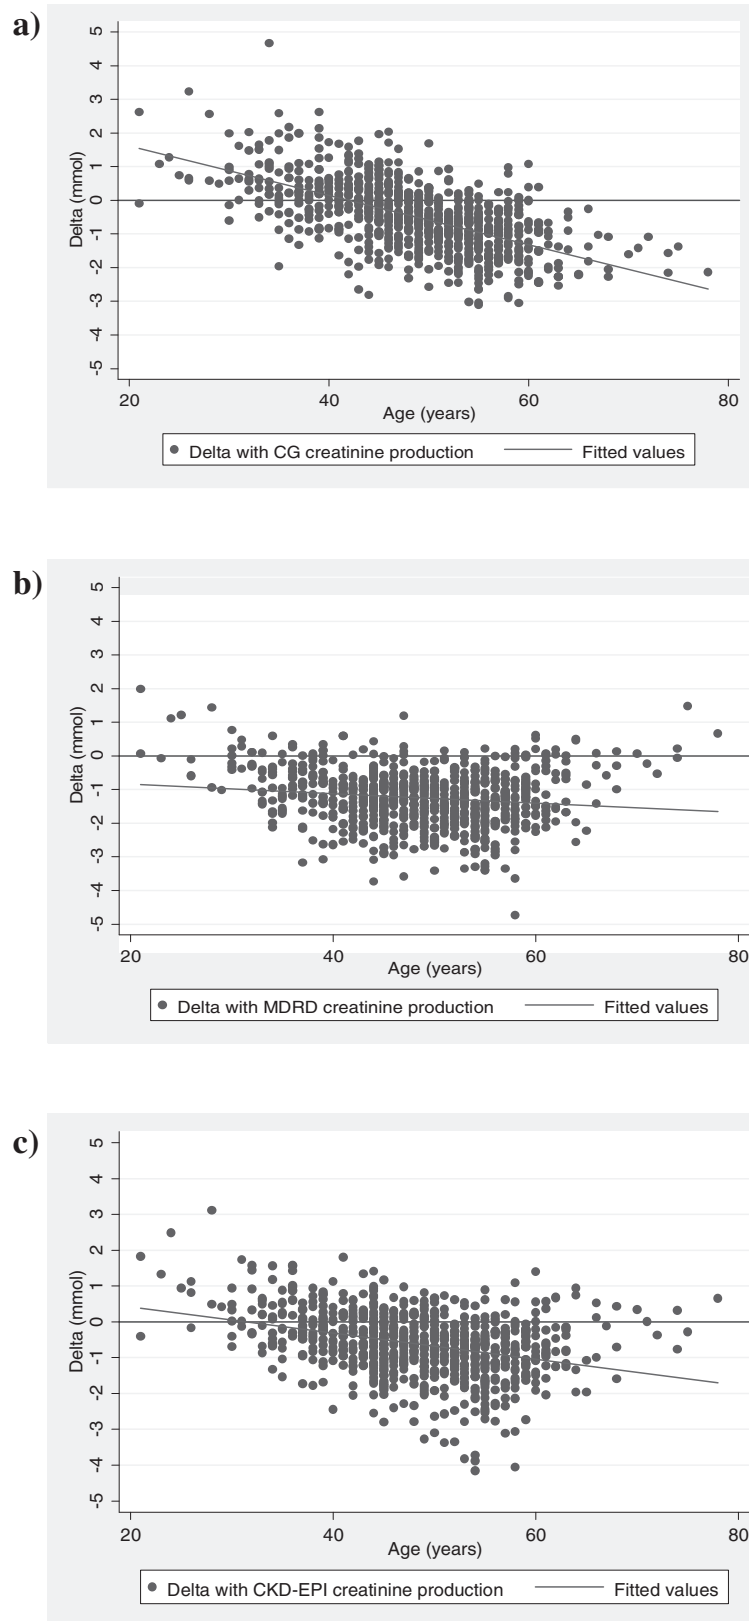 a)
5
4
3
2
1
0
-1
-2
-3
-4
-5
Delta (mmol)
20 40 60 80
Age (years)
Delta with CG creatinine production Fitted values
b)
5
4
3
2
1
0
-1
-2
-3
-4
-5
Delta (mmol)
20 40 60 80
Age (years)
Delta with MDRD creatinine production Fitted values
c)
5
4
3
2
1
0
-1
-2
-3
-4
-5
Delta (mmol)
20 40 60 80
Age (years)
Delta with CKD-EPI creatinine production Fitted values